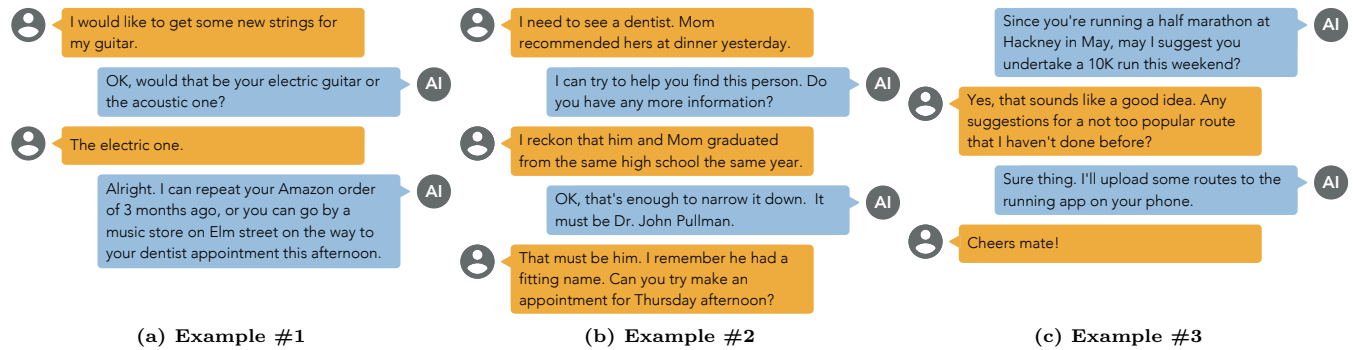 I would like to get some new strings for
my guitar.
AI
OK, would that be your electric guitar or
the acoustic one?
The electric one.
AI
Alright. I can repeat your Amazon order
of 3 months ago, or you can go by a
music store on Elm street on the way to
your dentist appointment this afternoon.
(a) Example #1
I need to see a dentist. Mom
recommended hers at dinner yesterday.
AI
I can try to help you find this person. Do
you have any more information?
I reckon that him and Mom graduated
from the same high school the same year.
AI
OK, that's enough to narrow it down. It
must be Dr. John Pullman.
That must be him. I remember he had a
fitting name. Can you try make an
appointment for Thursday afternoon?
(b) Example #2
Since you're running a half marathon at
Hackney in May, may I suggest you
undertake a 10K run this weekend?
AI
Yes, that sounds like a good idea. Any
suggestions for a not too popular route
that I haven't done before?
AI
Sure thing. I'll upload some routes to the
running app on your phone.
Cheers mate!
(c) Example #3